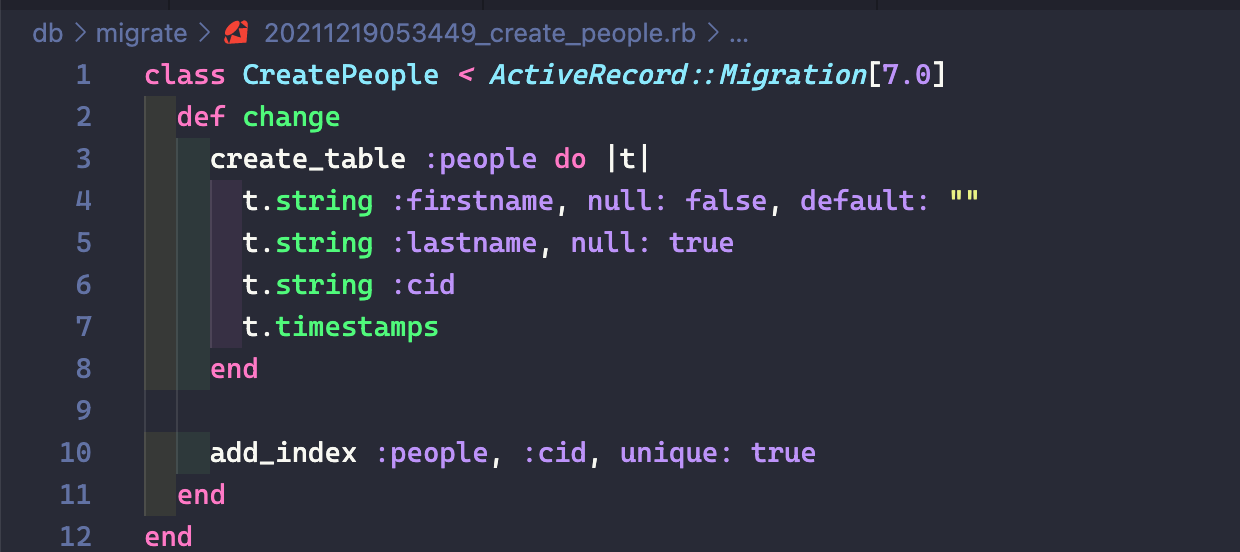 db > migrate > 20211219053449_create_people.rb > ...
1 class CreatePeople < ActiveRecord::Migration[7.0]
2   def change
3     create_table :people do |t|
4       t.string :firstname, null: false, default: ""
5       t.string :lastname, null: true
6       t.string :cid
7       t.timestamps
8     end
9
10     add_index :people, :cid, unique: true
11   end
12 end